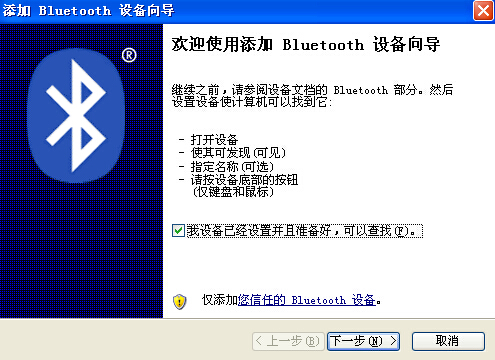 添加 Bluetooth 设备向导
®
欢迎使用添加 Bluetooth 设备向导
继续之前，请参阅设备文档的 Bluetooth 部分。然后
设置设备使计算机可以找到它:
- 打开设备
- 使其可发现(可见)
- 指定名称(可选)
- 请按设备底部的按钮
(仅键盘和鼠标)
我设备已经设置并且准备好，可以查找(F)。
仅添加您信任的 Bluetooth 设备。
< 上一步(B)
下一步(N) >
取消